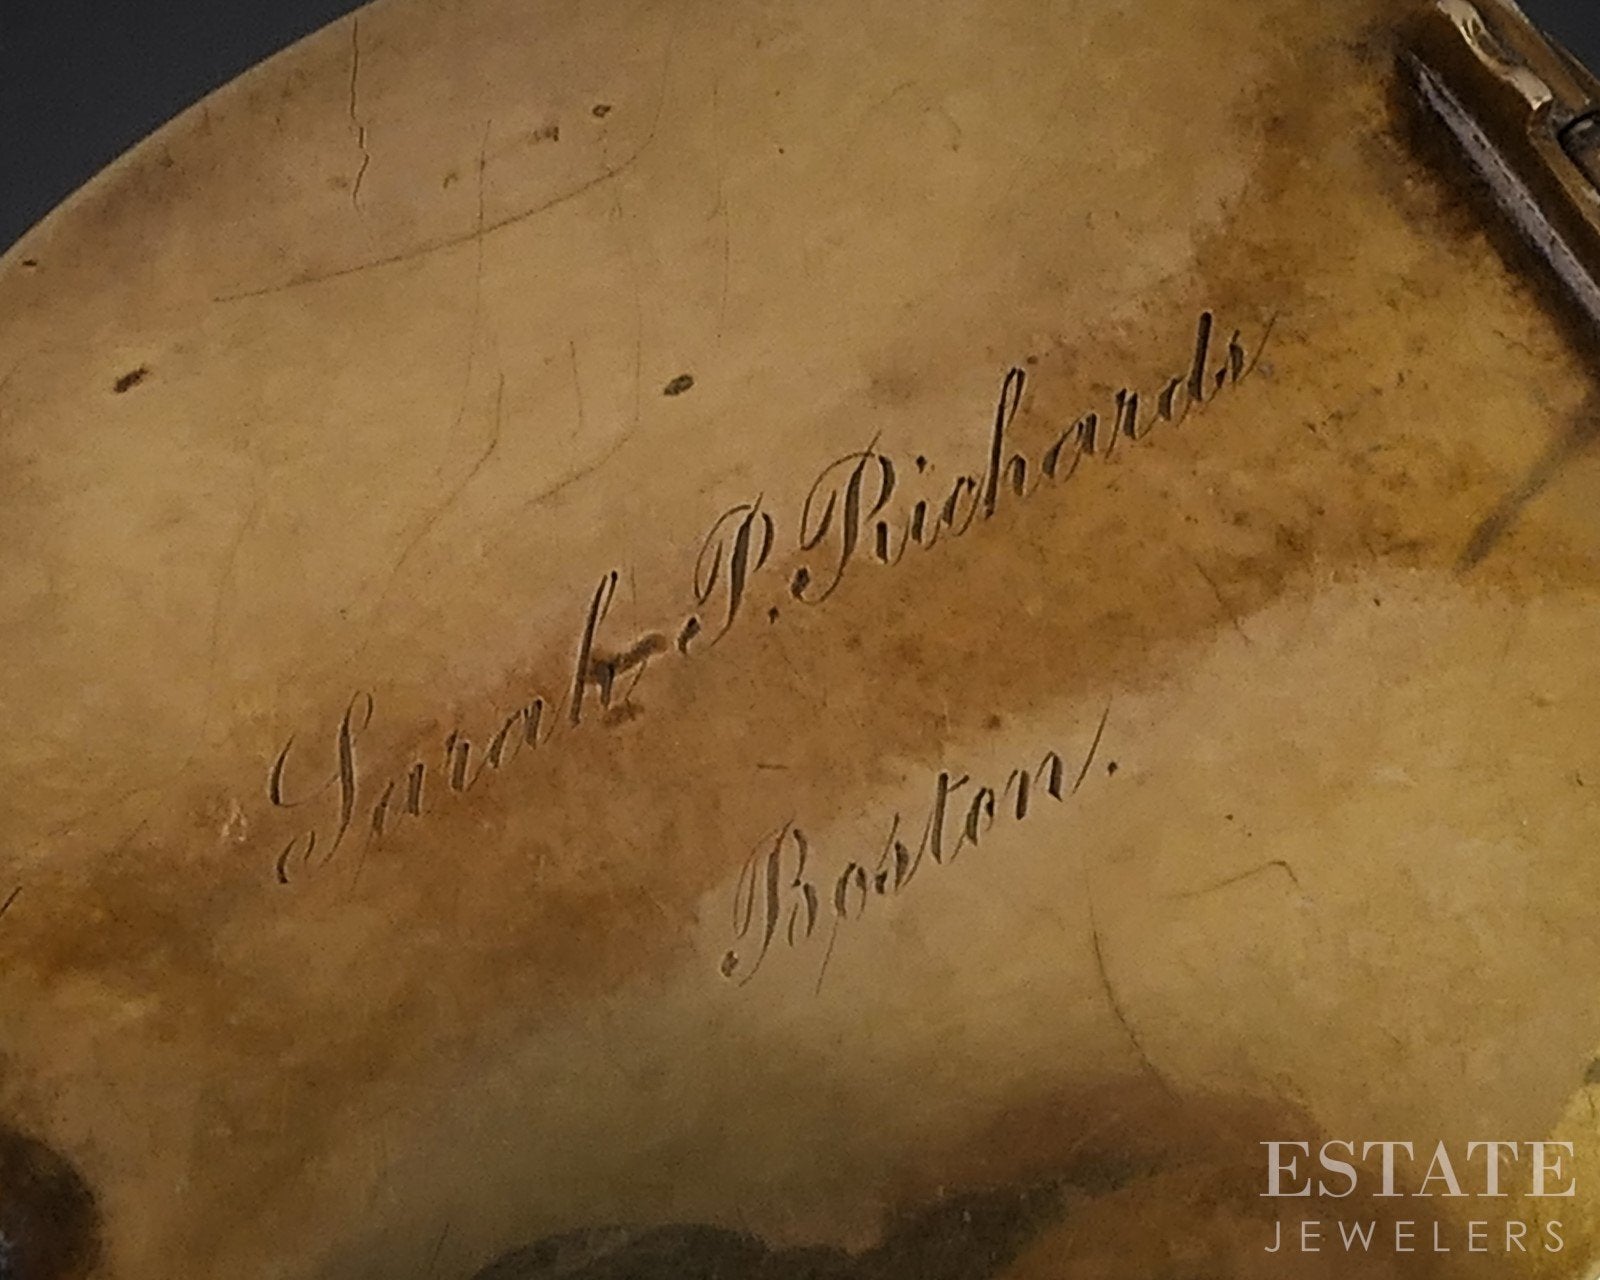 Sarah P. Richards
Boston.
ESTATE
JEWELERS